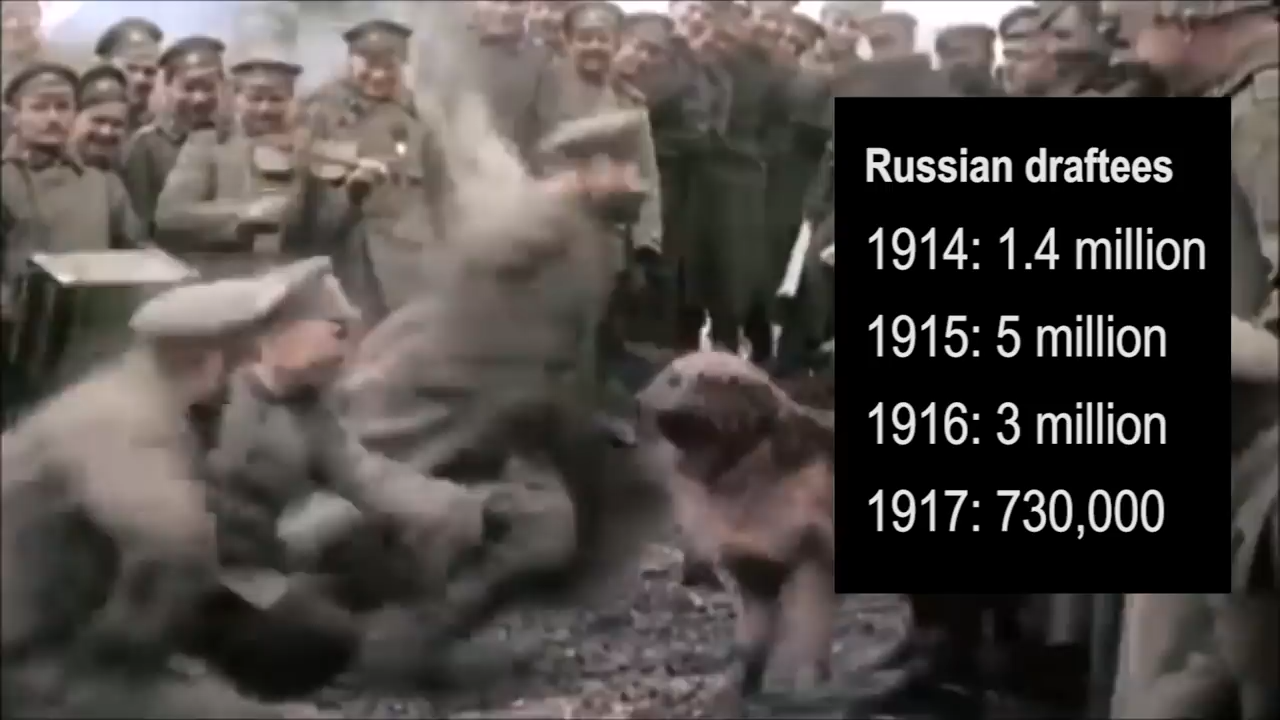 Russian draftees
1914: 1.4 million
1915: 5 million
1916: 3 million
1917: 730,000